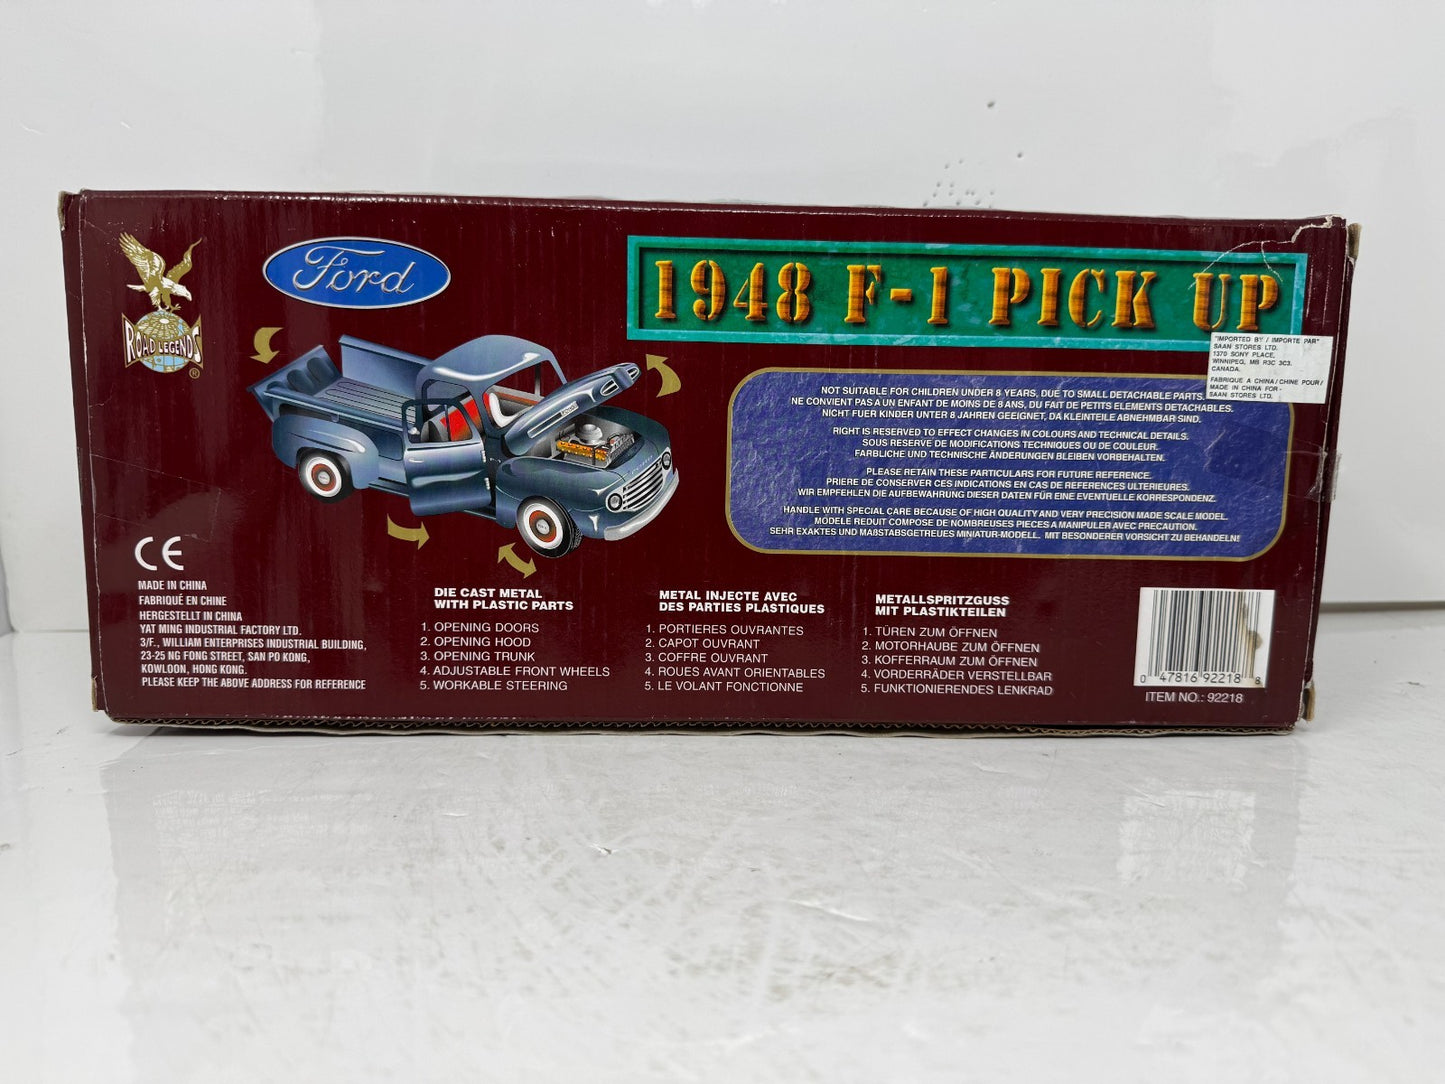 ROAD LEGENDS
®
Ford
1948 F-1 PICK UP
"IMPORTED BY / IMPORTE PAR"
SAAN STORES LTD.
1370 SONY PLACE,
WINNIPEG, MB R3C 3C3.
CANADA.
FABRIQUE A CHINA/CHINE POUR/
MADE IN CHINA FOR-
SAAN STORES LTD.
NOT SUITABLE FOR CHILDREN UNDER 8 YEARS, DUE TO SMALL DETACHABLE PARTS.
NE CONVIENT PAS A UN ENFANT DE MOINS DE 8 ANS, DU FAIT DE PETITS ELEMENTS DETACHABLES.
NICHT FUER KINDER UNTER 8 JAHREN GEEIGNET, DA KLEINTEILE ABNEHMBAR SIND.
RIGHT IS RESERVED TO EFFECT CHANGES IN COLOURS AND TECHNICAL DETAILS.
SOUS RESERVE DE MODIFICATIONS TECHNIQUES OU DE COULEUR.
FARBLICHE UND TECHNISCHE ÄNDERUNGEN BLEIBEN VORBEHALTEN.
PLEASE RETAIN THESE PARTICULARS FOR FUTURE REFERENCE.
PRIERE DE CONSERVER CES INDICATIONS EN CAS DE REFERENCES ULTERIEURES.
WIR EMPFEHLEN DIE AUFBEWAHRUNG DIESER DATEN FÜR EINE EVENTUELLE KORRESPONDENZ.
HANDLE WITH SPECIAL CARE BECAUSE OF HIGH QUALITY AND VERY PRECISION MADE SCALE MODEL.
MODELE REDUIT COMPOSE DE NOMBREUSES PIECES A MANIPULER AVEC PRECAUTION.
SEHR EXAKTES UND MAßSTABSGETREUES MINIATUR-MODELL. MIT BESONDERER VORSICHT ZU BEHANDELN!
CE
MADE IN CHINA
FABRIQUÉ EN CHINE
HERGESTELLT IN CHINA
YAT MING INDUSTRIAL FACTORY LTD.
3/F., WILLIAM ENTERPRISES INDUSTRIAL BUILDING,
23-25 NG FONG STREET, SAN PO KONG,
KOWLOON, HONG KONG.
PLEASE KEEP THE ABOVE ADDRESS FOR REFERENCE
DIE CAST METAL
WITH PLASTIC PARTS
1. OPENING DOORS
2. OPENING HOOD
3. OPENING TRUNK
4. ADJUSTABLE FRONT WHEELS
5. WORKABLE STEERING
METAL INJECTE AVEC
DES PARTIES PLASTIQUES
1. PORTIERES OUVRANTES
2. CAPOT OUVRANT
3. COFFRE OUVRANT
4. ROUES AVANT ORIENTABLES
5. LE VOLANT FONCTIONNE
METALLSPRITZGUSS
MIT PLASTIKTEILEN
1. TÜREN ZUM ÖFFNEN
2. MOTORHAUBE ZUM ÖFFNEN
3. KOFFERRAUM ZUM ÖFFNEN
4. VORDERRÄDER VERSTELLBAR
5. FUNKTIONIERENDES LENKRAD
0 47816 92218 8
ITEM NO.: 92218